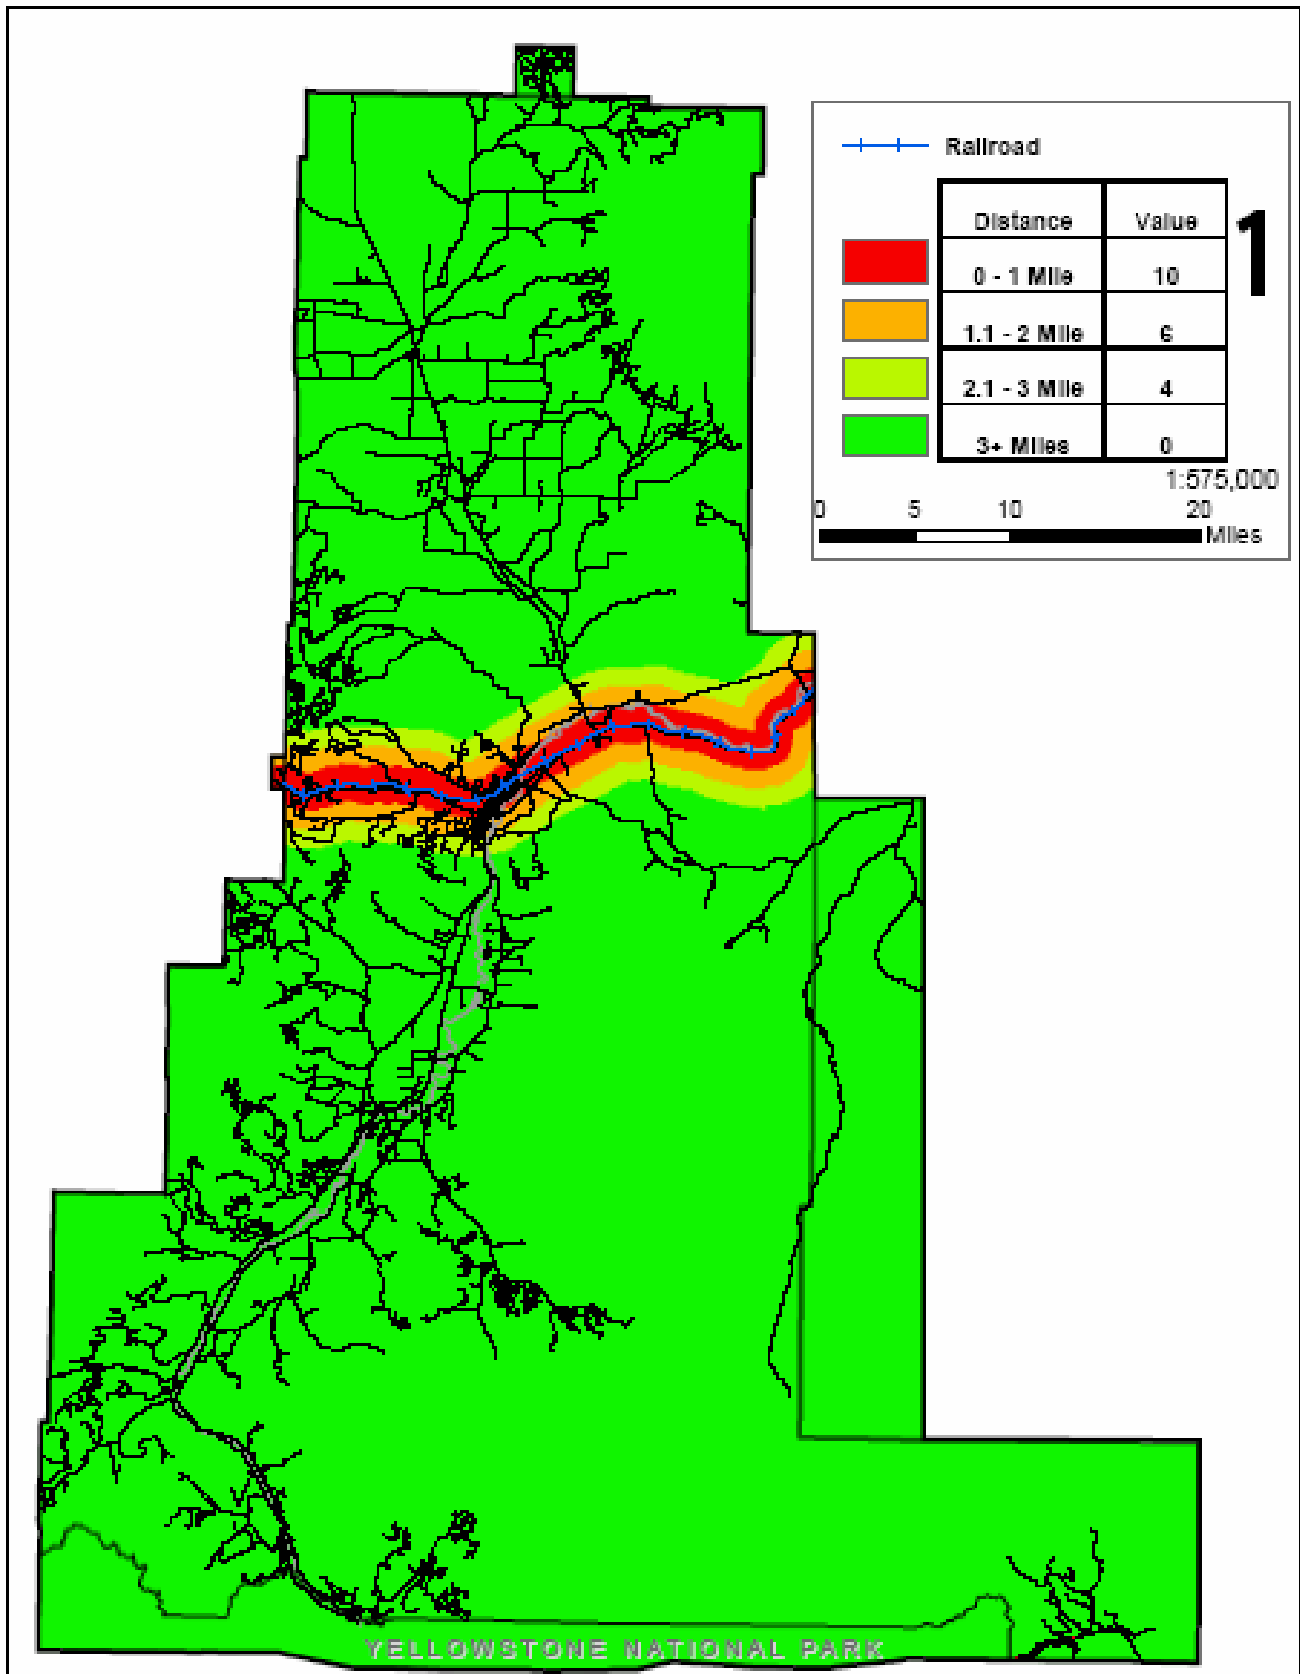 Railroad
Distance Value
1
0 - 1 Mile 10
1.1 - 2 Mile 6
2.1 - 3 Mile 4
3+ Miles 0
1:575,000
0 5 10 20
Miles
YELLOWSTONE NATIONAL PARK